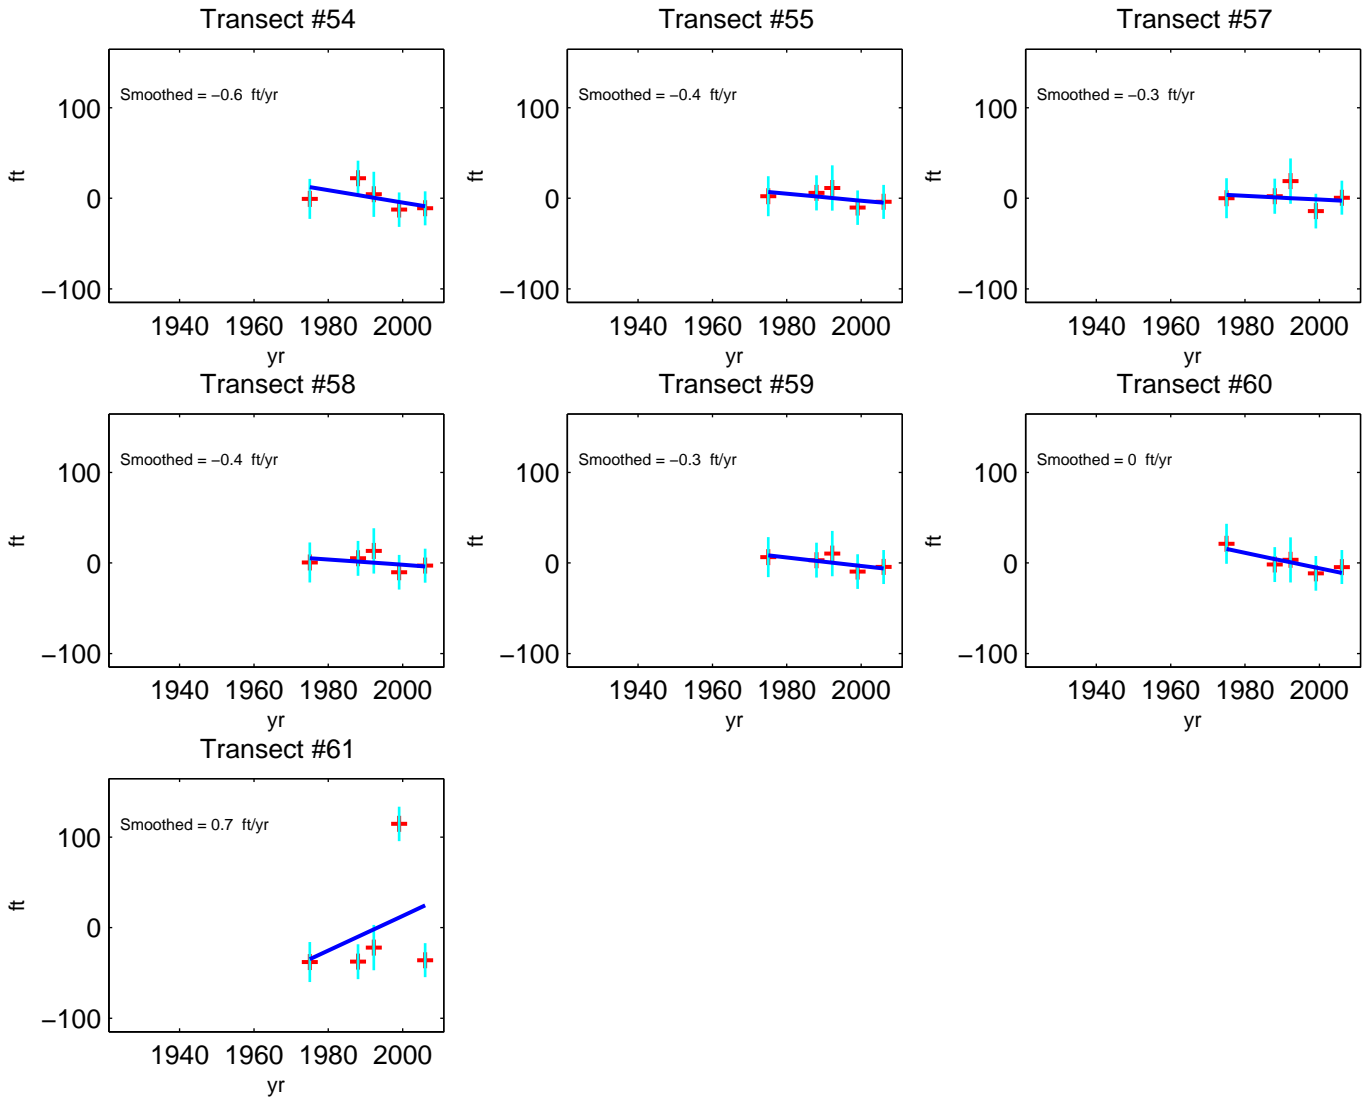 Transect #54
Smoothed = −0.6 ft/yr
100
0
−100
ft
1940 1960 1980 2000
yr
Transect #55
Smoothed = −0.4 ft/yr
100
0
−100
ft
1940 1960 1980 2000
yr
Transect #57
Smoothed = −0.3 ft/yr
100
0
−100
ft
1940 1960 1980 2000
yr
Transect #58
Smoothed = −0.4 ft/yr
100
0
−100
ft
1940 1960 1980 2000
yr
Transect #59
Smoothed = −0.3 ft/yr
100
0
−100
ft
1940 1960 1980 2000
yr
Transect #60
Smoothed = 0 ft/yr
100
0
−100
ft
1940 1960 1980 2000
yr
Transect #61
Smoothed = 0.7 ft/yr
100
0
−100
ft
1940 1960 1980 2000
yr